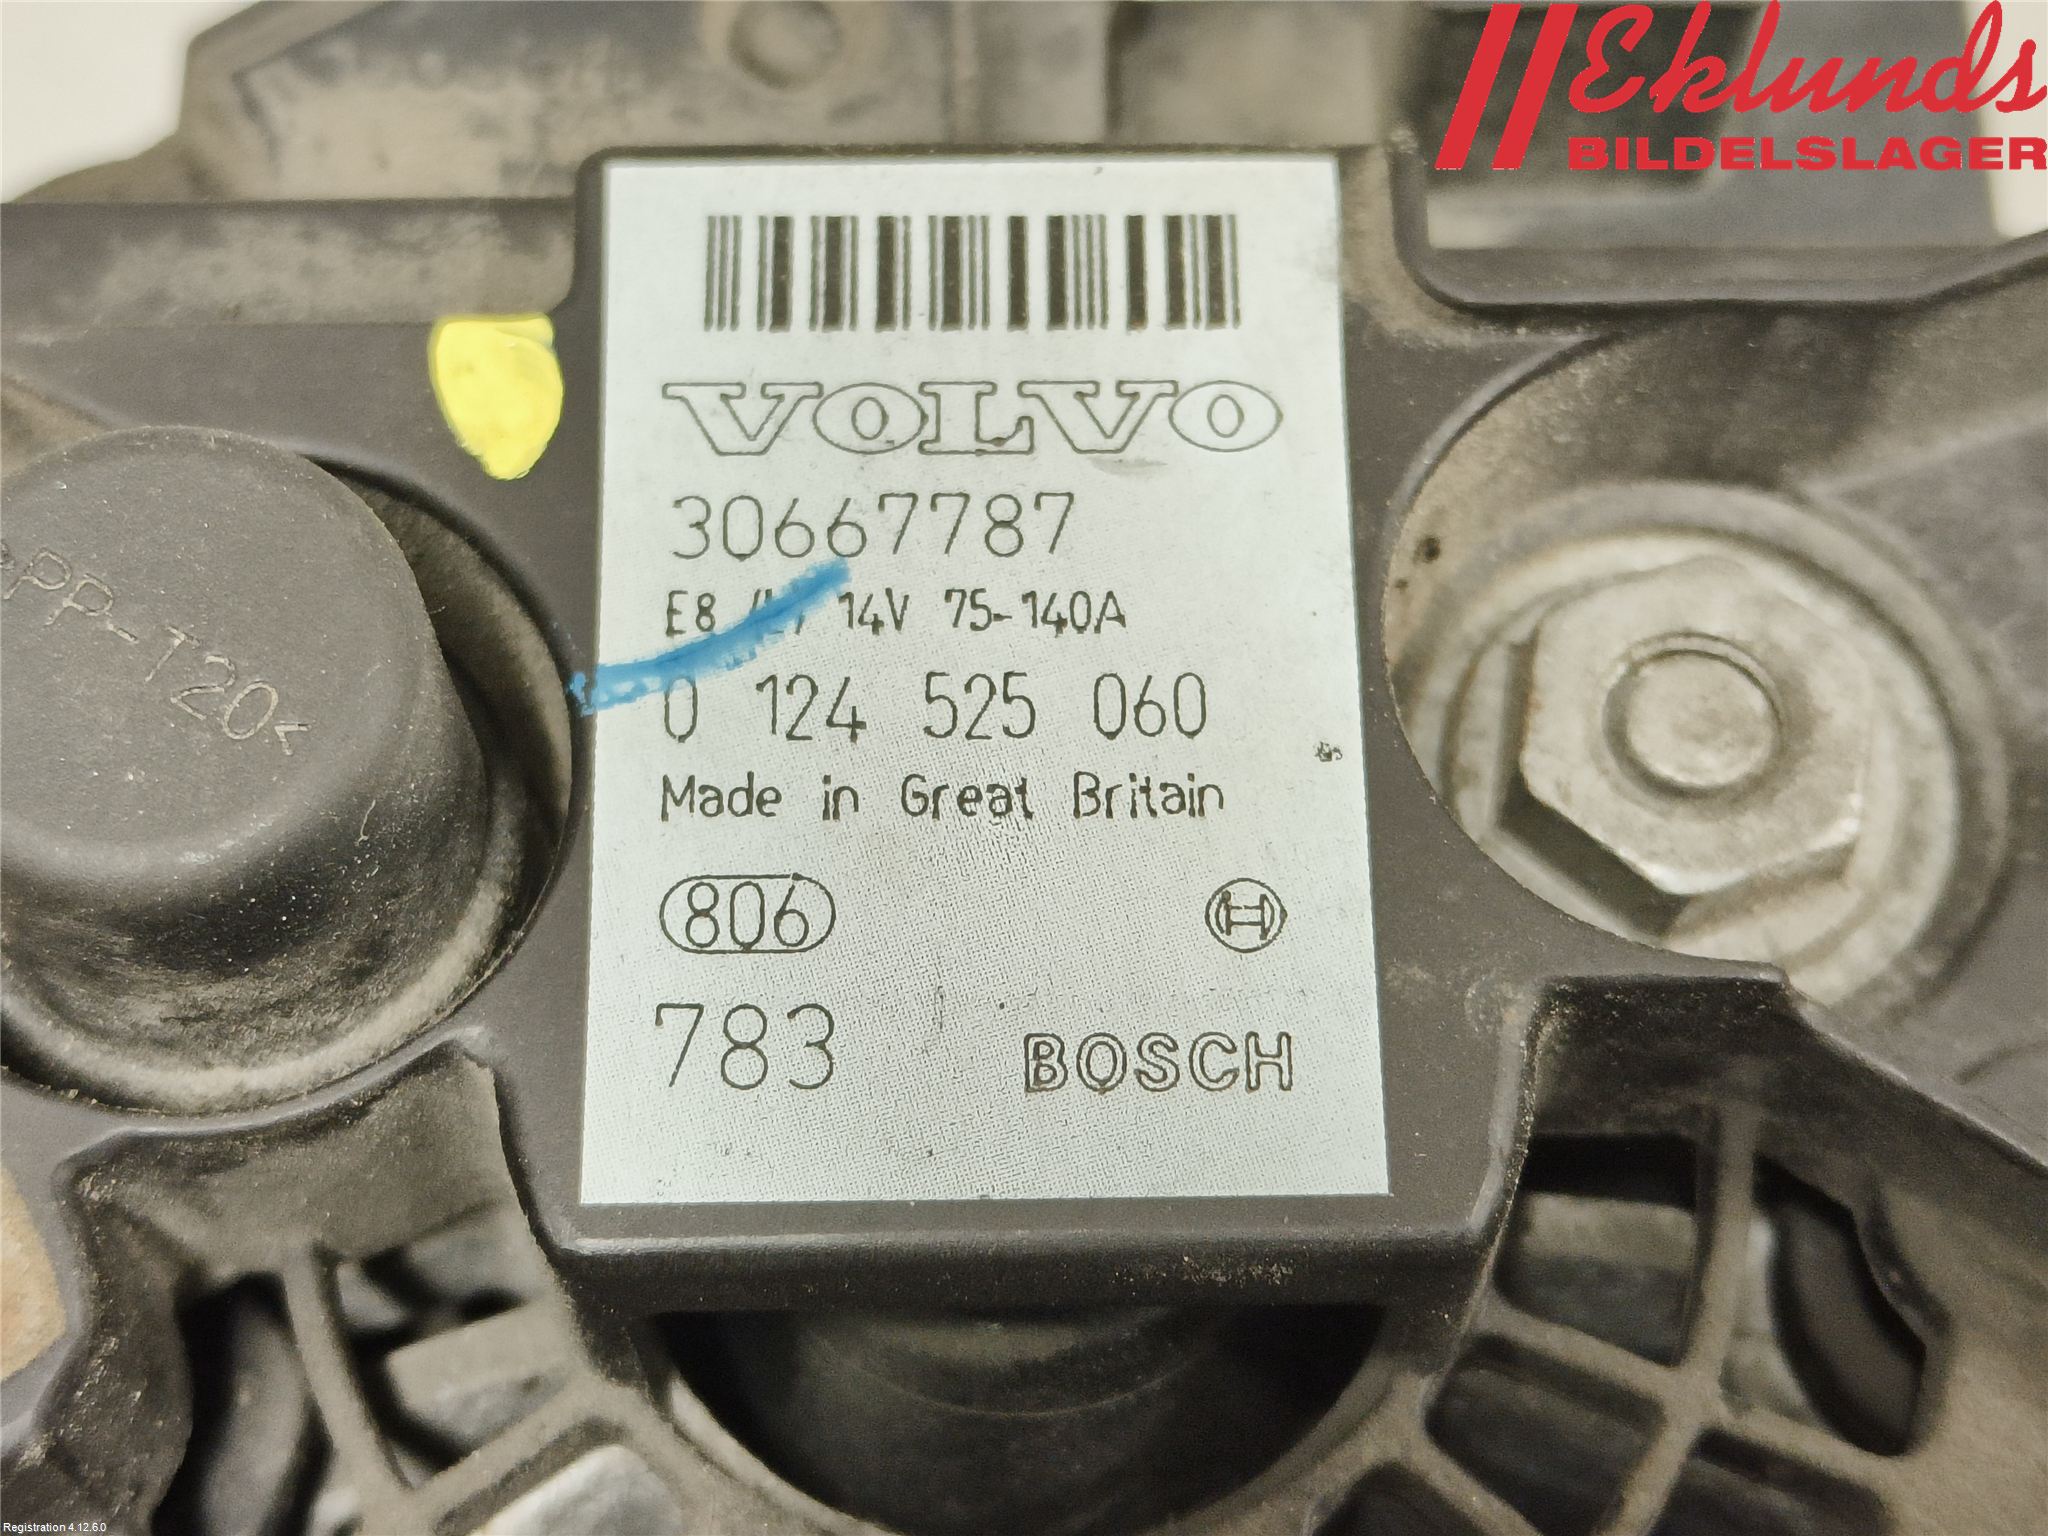 Eklunds
BILDELSLAGER
VOLVO
30667787
E8 14V 75-140A
0 124 525 060
Made in Great Britain
806
783
BOSCH
PP-T20<
Registration 4.12.6.0